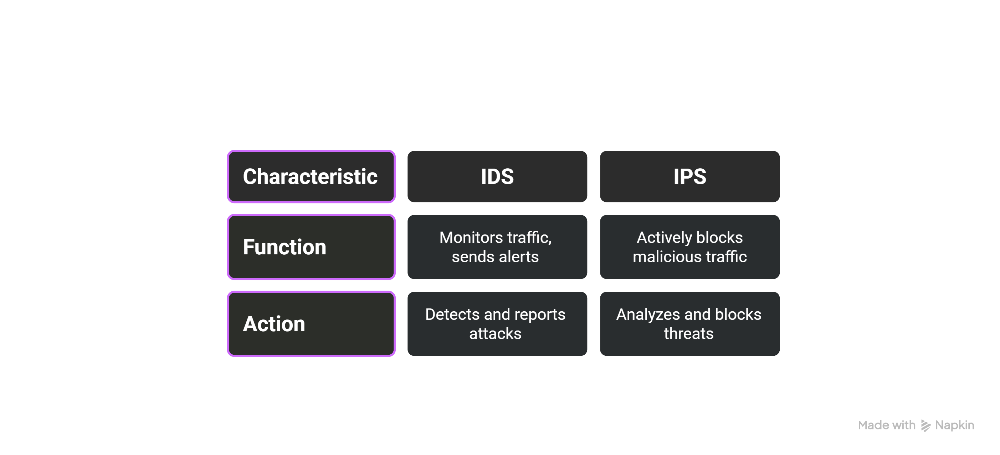 Characteristic
IDS
IPS
Function
Monitors traffic,
sends alerts
Actively blocks
malicious traffic
Action
Detects and reports
attacks
Analyzes and blocks
threats
Made with Napkin